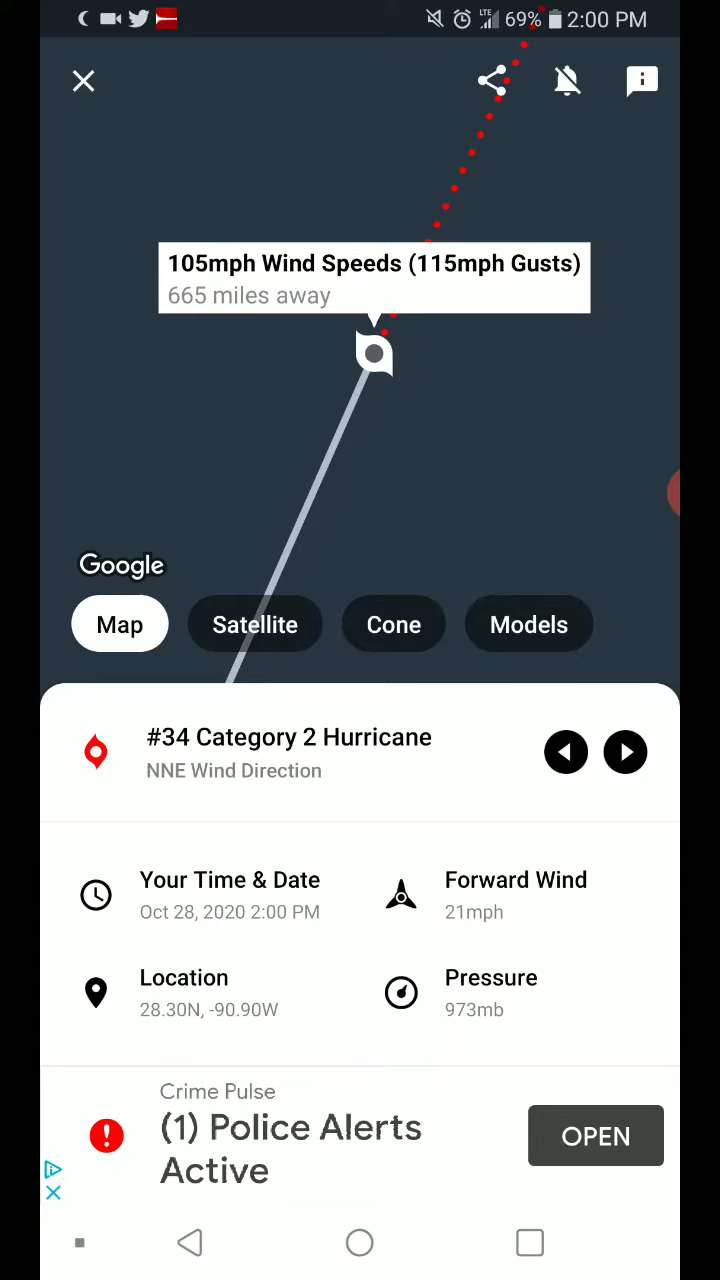 LTE 69% 2:00 PM
105mph Wind Speeds (115mph Gusts)
665 miles away
Google
Map Satellite Cone Models
#34 Category 2 Hurricane
NNE Wind Direction
Your Time & Date
Oct 28, 2020 2:00 PM
Forward Wind
21mph
Location
28.30N, -90.90W
Pressure
973mb
Crime Pulse
(1) Police Alerts
Active
OPEN